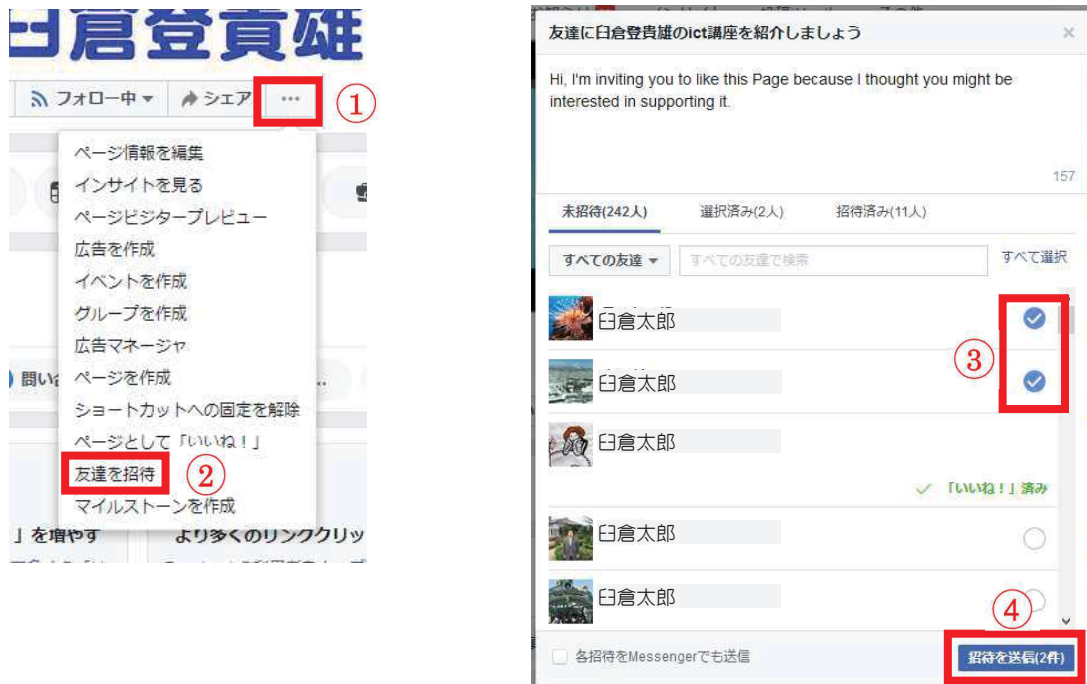 臼倉登貴雄
フォロー中
シェア
…
①
ページ情報を編集
インサイトを見る
ページビジタープレビュー
広告を作成
イベントを作成
グループを作成
広告マネージャ
問い
ページを作成
..
ショートカットへの固定を解除
ページとして「いいね！」
友達を招待
②
マイルストーンを作成
」を増やす
より多くのリンククリッ
その他
友達に臼倉登貴雄のict講座を紹介しましょう
×
Hi, I'm inviting you to like this Page because I thought you might be
interested in supporting it.
157
未招待(242人)
選択済み(2人)
招待済み(11人)
すべての友達
すべての友達で検索
すべて選択
臼倉太郎
③
臼倉太郎
臼倉太郎
「いいね！」済み
臼倉太郎
臼倉太郎
④
各招待をMessengerでも送信
招待を送信(2件)